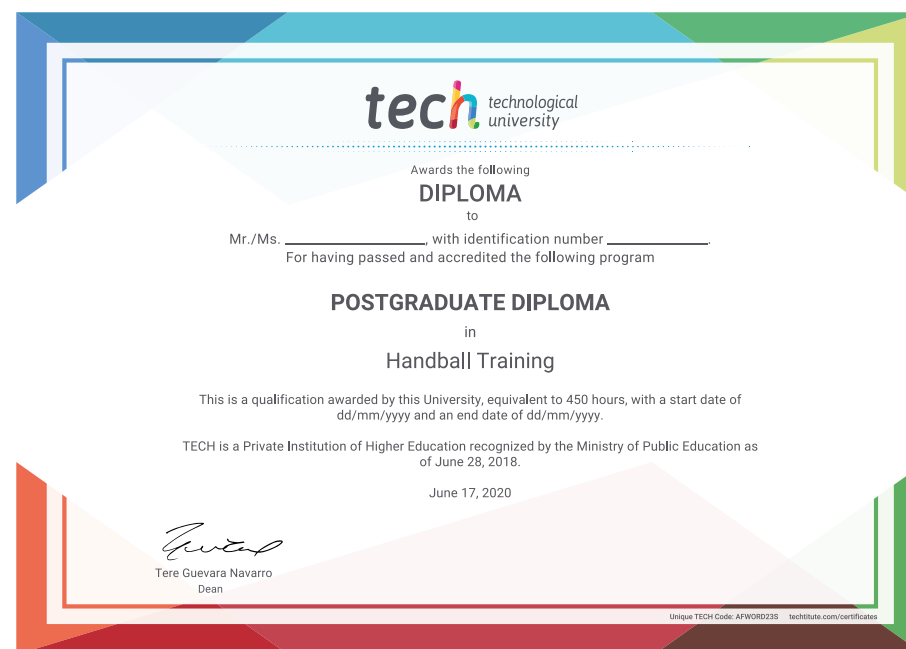 tech technological
university
Awards the following
DIPLOMA
to
Mr./Ms. ____________, with identification number ____________.
For having passed and accredited the following program
POSTGRADUATE DIPLOMA
in
Handball Training
This is a qualification awarded by this University, equivalent to 450 hours, with a start date of
dd/mm/yyyy and an end date of dd/mm/yyyy.
TECH is a Private Institution of Higher Education recognized by the Ministry of Public Education as
of June 28, 2018.
June 17, 2020
Tere Guevara Navarro
Dean
Unique TECH Code: AFWORD23S techtitute.com/certificates